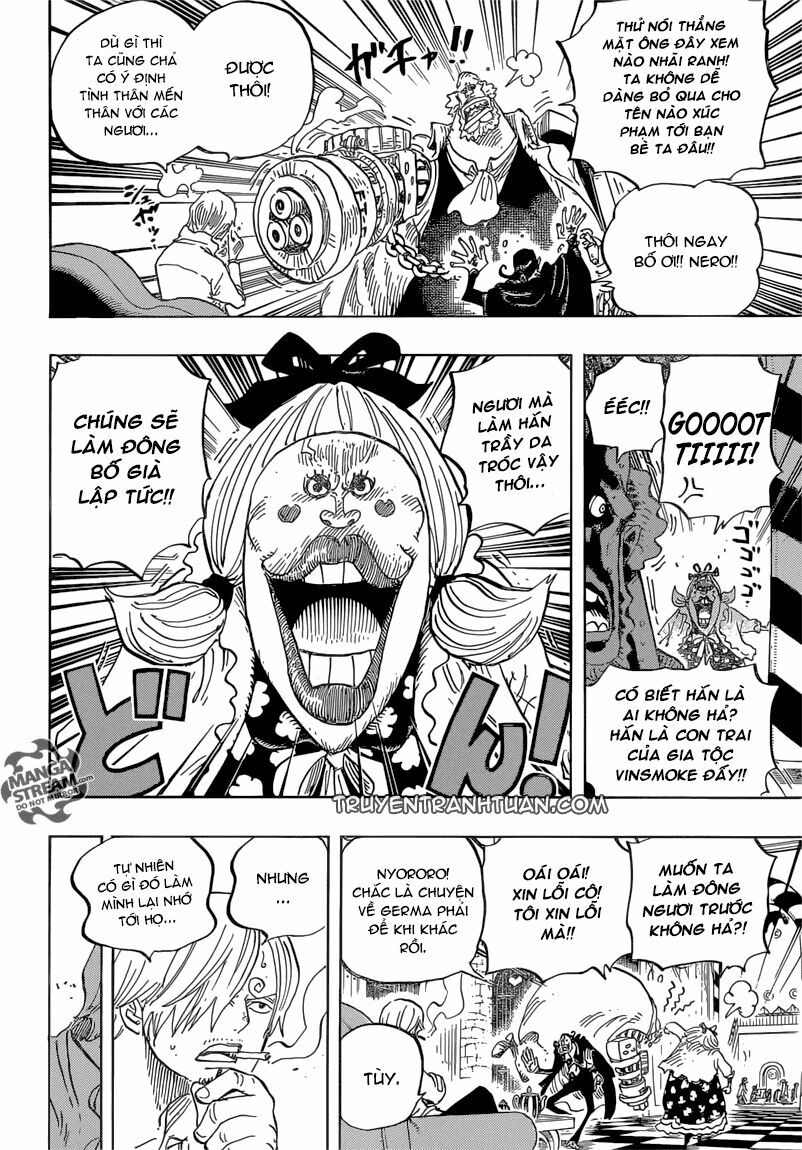 THỬ NÓI THẲNG
MẶT ÔNG ĐÂY XEM
NÀO NHÃI RANH!
TA KHÔNG DỄ
DÀNG BỎ QUA CHO
TÊN NÀO XÚC
PHẠM TỚI BẠN
BÈ TA ĐÂU!!
THÔI NGAY
BỐ ƠI!! NERO!!
ガチャ!!
ĐƯỢC
THÔI!
DÙ GÌ THÌ
TA CŨNG CHẢ
CÓ Ý ĐỊNH
TỈNH THÂN MẾN
THÂN VỚI CÁC
NGƯƠI...
GOOOOT
TIIIIII!
ÉÉC!!
CÓ BIẾT HẮN LÀ
AI KHÔNG HẢ?
HẮN LÀ CON TRAI
CỦA GIA TỘC
VINSMOKE ĐẤY!!
NGƯƠI MÀ
LÀM HẮN
TRẦY DA
TRÓC VẬY
THÔI...
CHÚNG SẼ
LÀM ĐÔNG
BỐ GIÀ
LẬP TỨC!!
どん!
MANGA
STREAM.COM
DO NOT MIRROR!
TRUYENTRANHTUAN.COM
MUỐN TA
LÀM ĐÔNG
NGƯƠI TRƯỚC
KHÔNG HẢ?!
OÁI OÁI!
XIN LỖI CÔ!
TÔI XIN LỖI
MÀ!!
NYORORO!
CHẮC LÀ CHUYỆN
VỀ GERMA PHẢI
ĐỂ KHI KHÁC
RỒI.
TÙY.
NHƯNG
...
TỰ NHIÊN
CÓ GÌ ĐÓ LÀM
MÌNH LẠI NHỚ
TỚI HỌ...